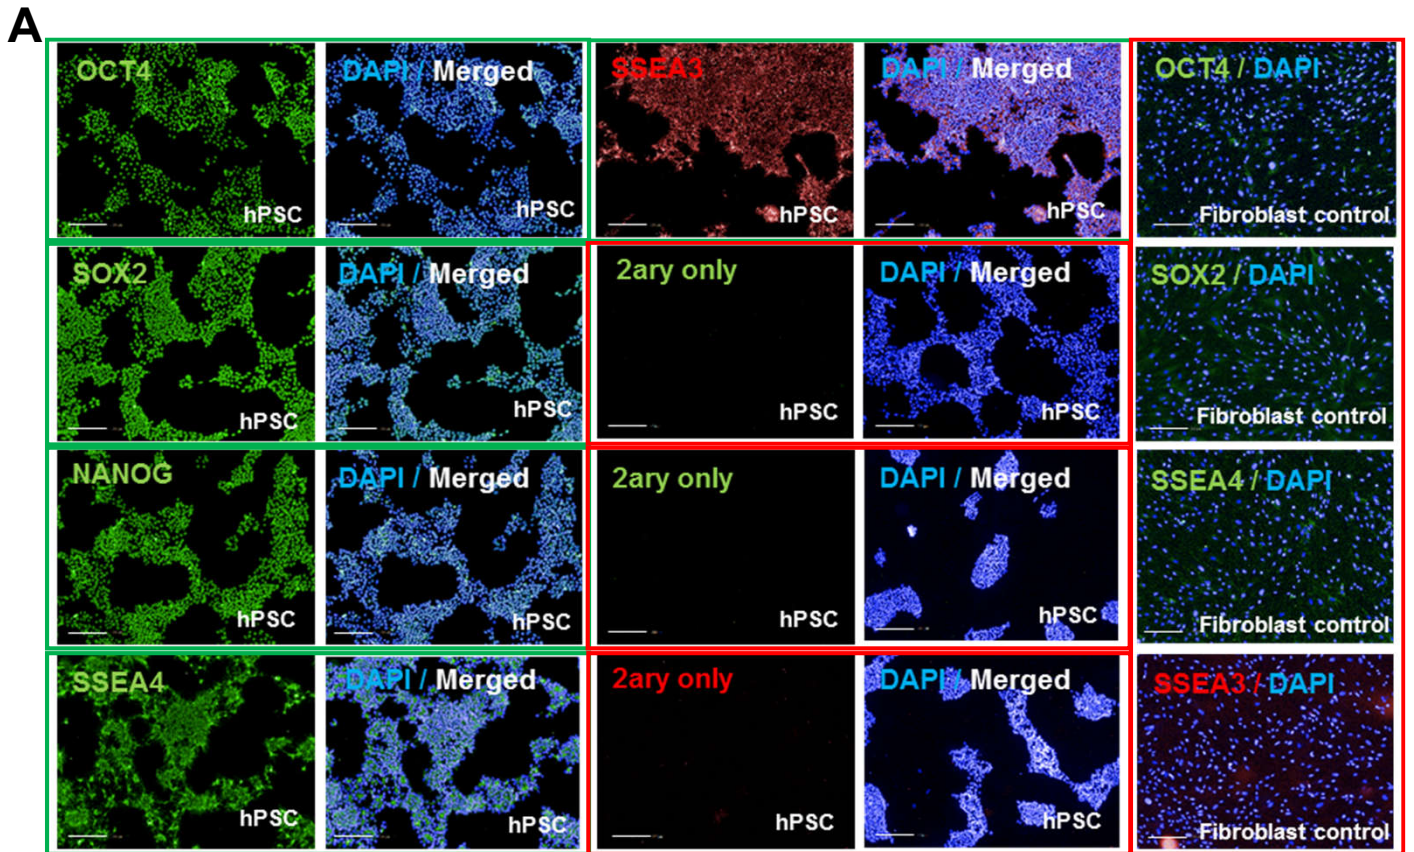 A
OCT4
hPSC
DAPI / Merged
hPSC
SSEA3
hPSC
DAPI / Merged
hPSC
OCT4 / DAPI
Fibroblast control
SOX2
hPSC
DAPI / Merged
hPSC
2ary only
hPSC
DAPI / Merged
hPSC
SOX2 / DAPI
Fibroblast control
NANOG
hPSC
DAPI / Merged
hPSC
2ary only
hPSC
DAPI / Merged
hPSC
SSEA4 / DAPI
Fibroblast control
SSEA4
hPSC
DAPI / Merged
hPSC
2ary only
hPSC
DAPI / Merged
hPSC
SSEA3 / DAPI
Fibroblast control